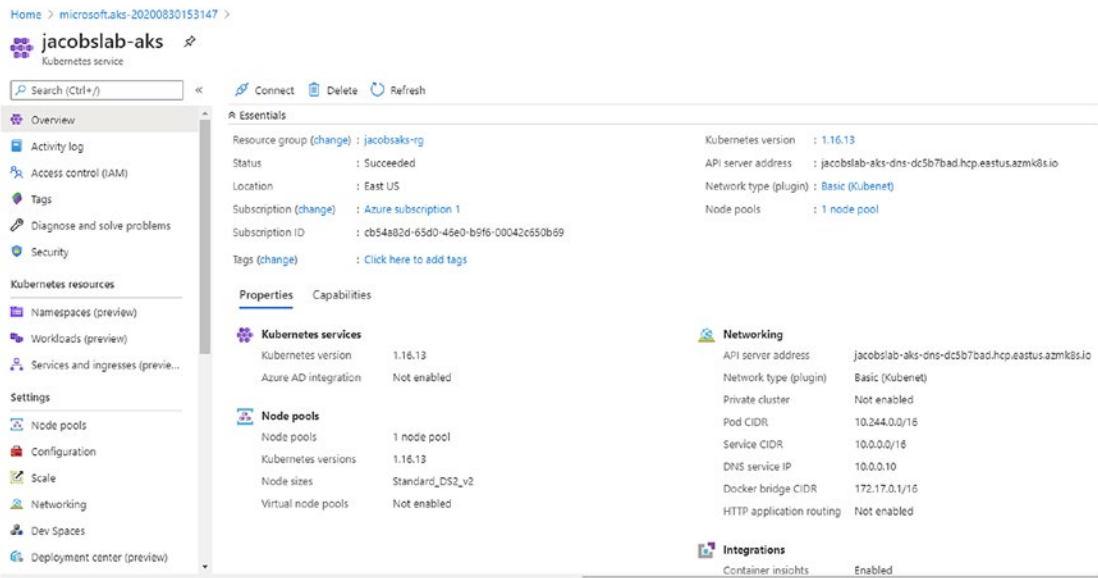 Home > microsoft.aks-20200830153147 >
jacobslab-aks
Kubernetes service
Search (Ctrl+/)
«
Overview
Activity log
Access control (IAM)
Tags
Diagnose and solve problems
Security
Kubernetes resources
Namespaces (preview)
Workloads (preview)
Services and ingresses (previe...
Settings
Node pools
Configuration
Scale
Networking
Dev Spaces
Deployment center (preview)
Connect Delete Refresh
Essentials
Resource group (change) : jacobsaks-rg
Status : Succeeded
Location : East US
Subscription (change) : Azure subscription 1
Subscription ID : cb54a82d-65d0-46e0-b9f6-00042c650b69
Tags (change) : Click here to add tags
Kubernetes version : 1.16.13
API server address : jacobslab-aks-dns-dc5b7bad.hcp.eastus.azmk8s.io
Network type (plugin) : Basic (Kubenet)
Node pools : 1 node pool
Properties Capabilities
Kubernetes services
Kubernetes version 1.16.13
Azure AD integration Not enabled
Node pools
Node pools 1 node pool
Kubernetes versions 1.16.13
Node sizes Standard_DS2_v2
Virtual node pools Not enabled
Networking
API server address jacobslab-aks-dns-dc5b7bad.hcp.eastus.azmk8s.io
Network type (plugin) Basic (Kubenet)
Private cluster Not enabled
Pod CIDR 10.244.0.0/16
Service CIDR 10.0.0.0/16
DNS service IP 10.0.0.10
Docker bridge CIDR 172.17.0.1/16
HTTP application routing Not enabled
Integrations
Container insights Enabled